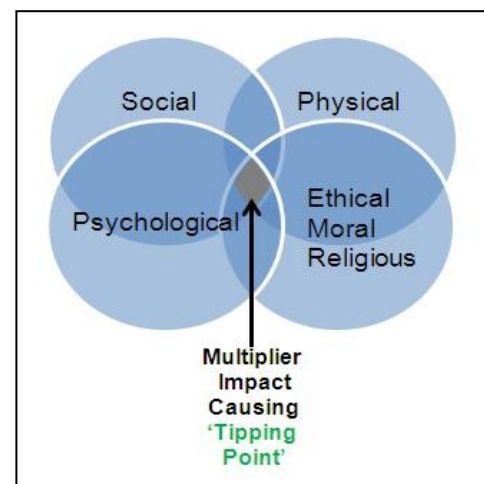 Social
Physical
Psychological
Ethical
Moral
Religious
Multiplier
Impact
Causing
‘Tipping
Point’